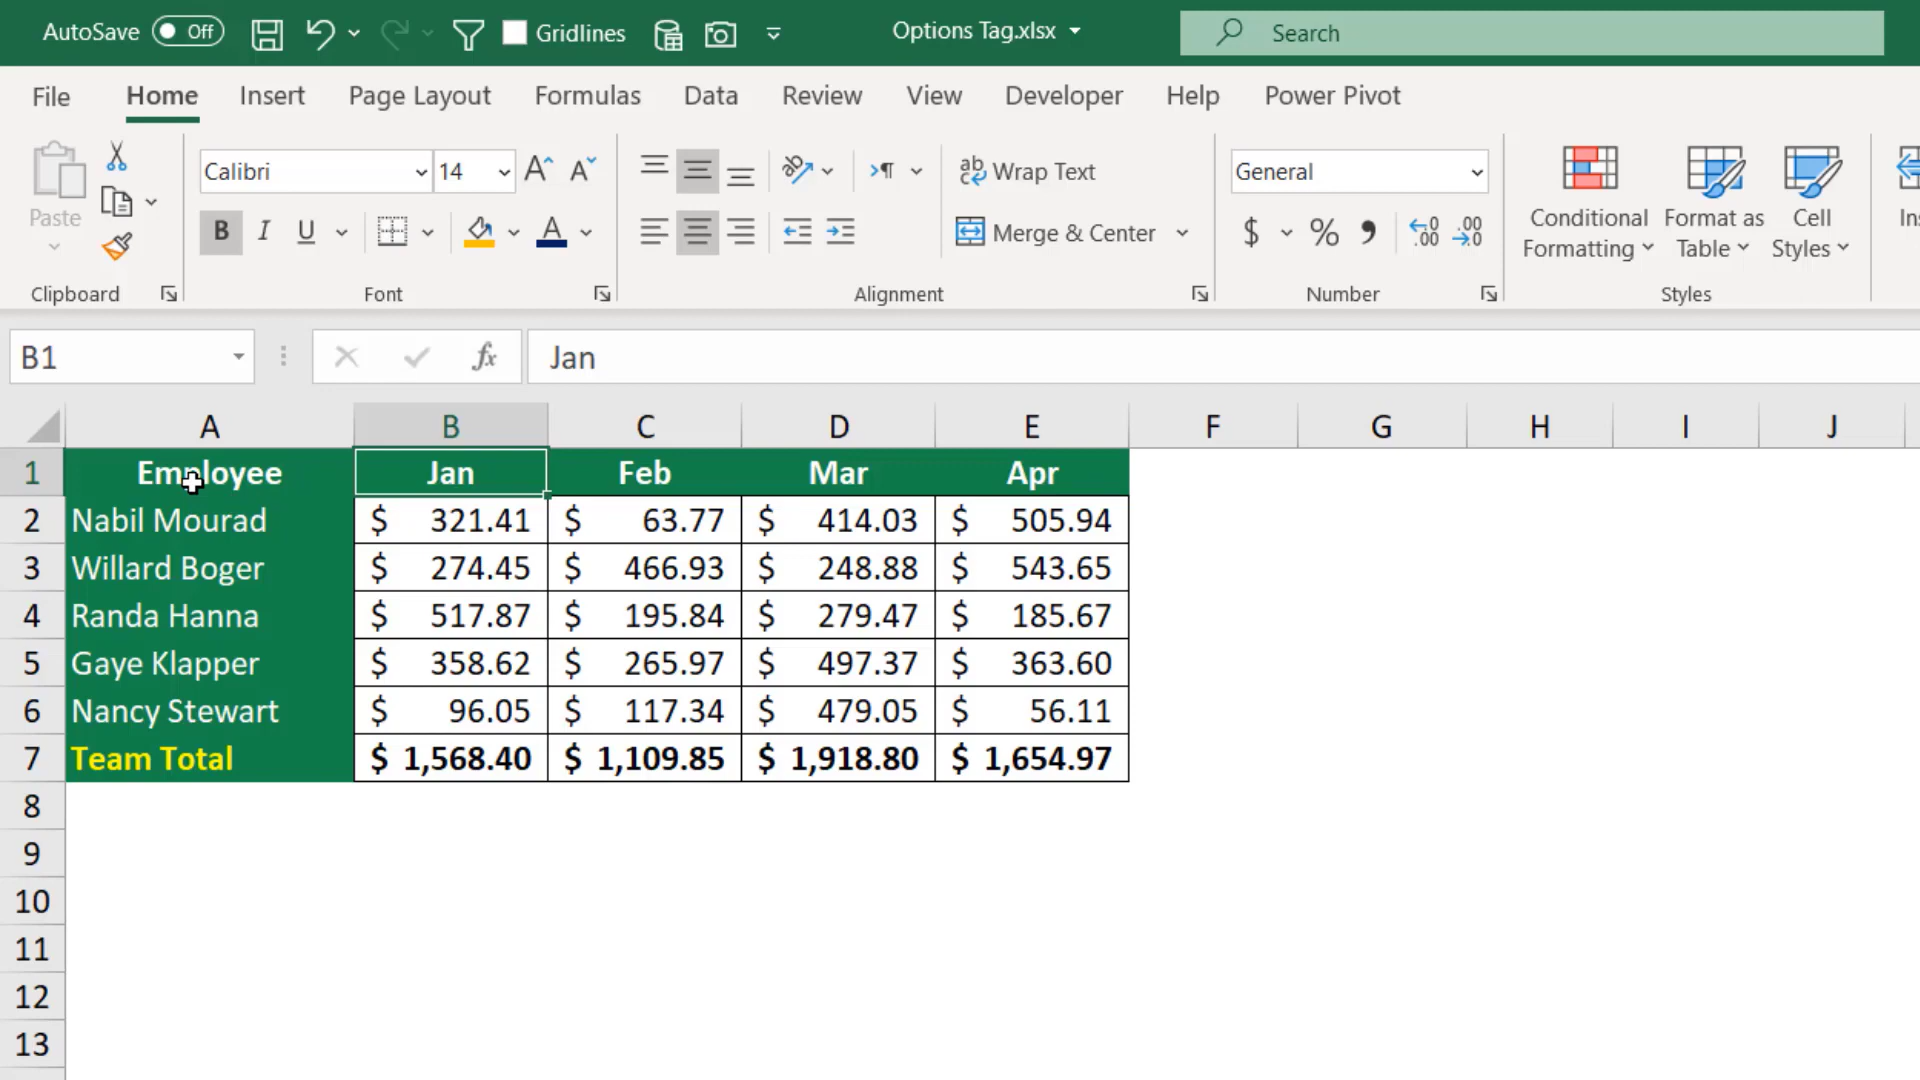 AutoSave Off Gridlines Options Tag.xlsx Search
File Home Insert Page Layout Formulas Data Review View Developer Help Power Pivot
Paste
Calibri 14 A A
ab Wrap Text
General
B I U A
Merge & Center
$ % , .00 .00
Conditional Formatting
Format as Table
Cell Styles
Clipboard Font Alignment Number Styles
B1 fx Jan
A B C D E F G H I J
1 Employee Jan Feb Mar Apr
2 Nabil Mourad $ 321.41 $ 63.77 $ 414.03 $ 505.94
3 Willard Boger $ 274.45 $ 466.93 $ 248.88 $ 543.65
4 Randa Hanna $ 517.87 $ 195.84 $ 279.47 $ 185.67
5 Gaye Klapper $ 358.62 $ 265.97 $ 497.37 $ 363.60
6 Nancy Stewart $ 96.05 $ 117.34 $ 479.05 $ 56.11
7 Team Total $ 1,568.40 $ 1,109.85 $ 1,918.80 $ 1,654.97
8
9
10
11
12
13